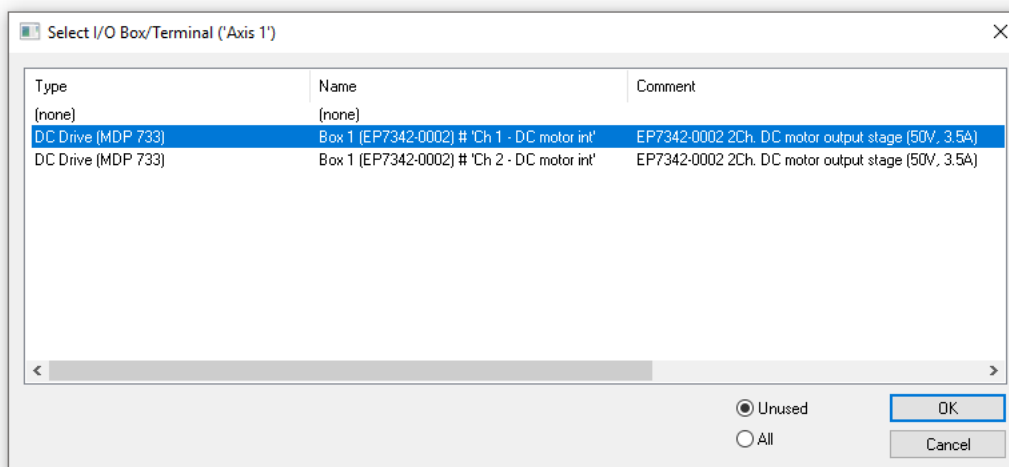 Select I/O Box/Terminal ('Axis 1')
Type Name Comment
(none) (none)
DC Drive (MDP 733) Box 1 (EP7342-0002) # 'Ch 1 - DC motor int' EP7342-0002 2Ch. DC motor output stage (50V, 3.5A)
DC Drive (MDP 733) Box 1 (EP7342-0002) # 'Ch 2 - DC motor int' EP7342-0002 2Ch. DC motor output stage (50V, 3.5A)
Unused OK
All Cancel